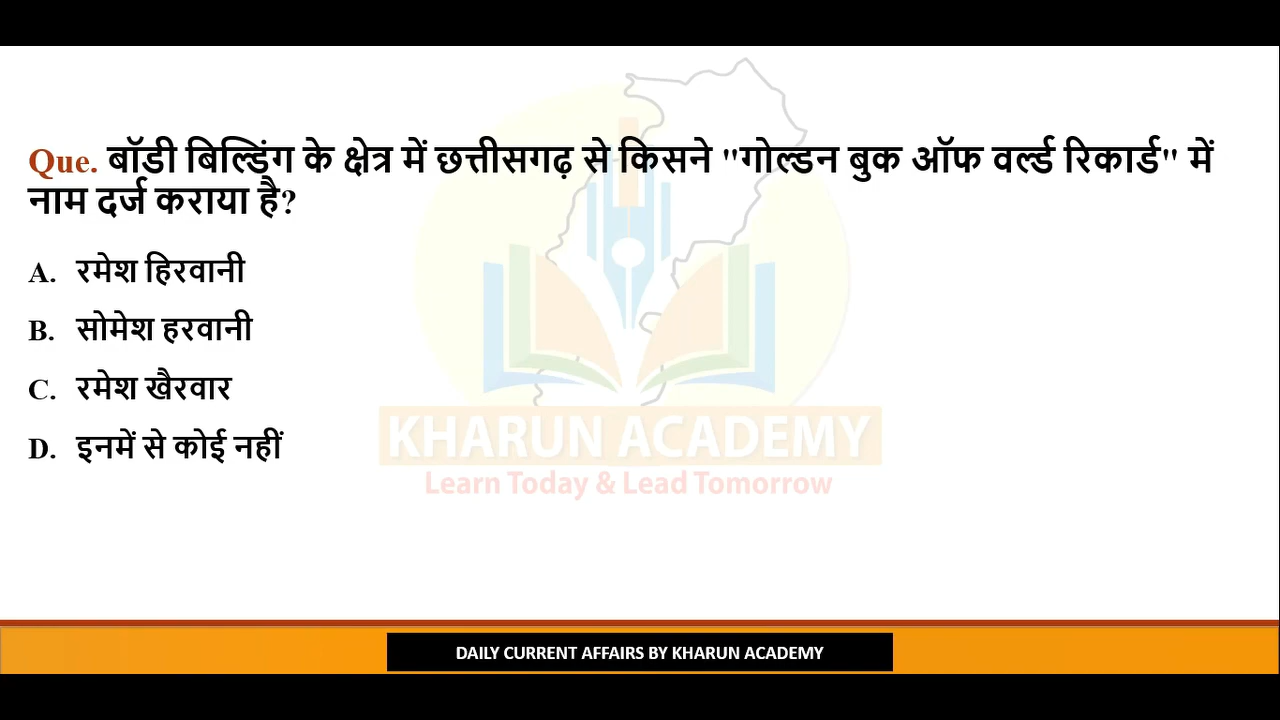 Que. बॉडी बिल्डिंग के क्षेत्र में छत्तीसगढ़ से किसने "गोल्डन बुक ऑफ वर्ल्ड रिकार्ड" में
नाम दर्ज कराया है?
A. रमेश हिरवानी
B. सोमेश हरवानी
C. रमेश खैरवार
D. इनमें से कोई नहीं
KHARUN ACADEMY
Learn Today & Lead Tomorrow
DAILY CURRENT AFFAIRS BY KHARUN ACADEMY